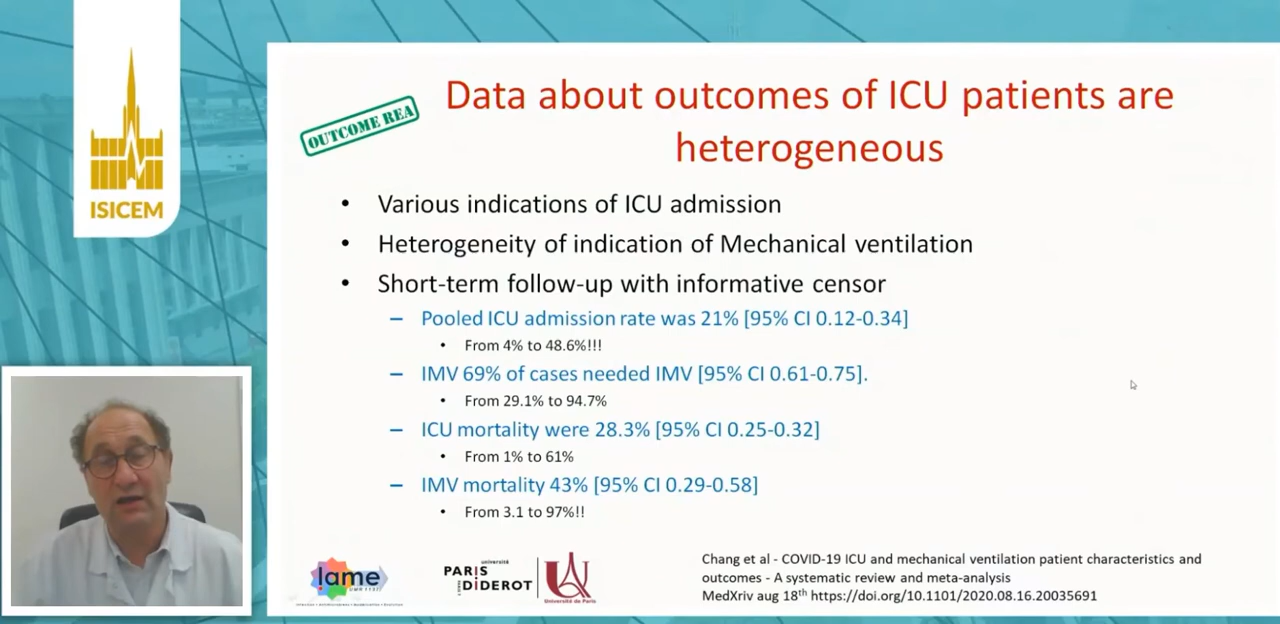 ISICEM
OUTCOME REA
Data about outcomes of ICU patients are
heterogeneous
• Various indications of ICU admission
• Heterogeneity of indication of Mechanical ventilation
• Short-term follow-up with informative censor
– Pooled ICU admission rate was 21% [95% CI 0.12-0.34]
• From 4% to 48.6%!!!
– IMV 69% of cases needed IMV [95% CI 0.61-0.75].
• From 29.1% to 94.7%
– ICU mortality were 28.3% [95% CI 0.25-0.32]
• From 1% to 61%
– IMV mortality 43% [95% CI 0.29-0.58]
• From 3.1 to 97%!!
iame
UMR 1137
université
PARIS
DIDEROT
Université de Paris
Chang et al - COVID-19 ICU and mechanical ventilation patient characteristics and
outcomes - A systematic review and meta-analysis
MedXriv aug 18th https://doi.org/10.1101/2020.08.16.20035691